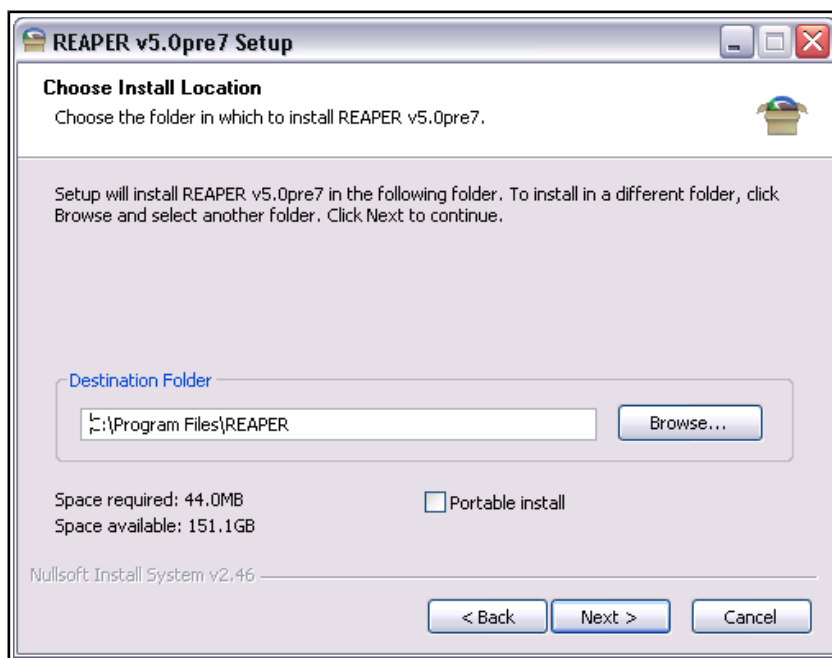 REAPER v5.0pre7 Setup
Choose Install Location
Choose the folder in which to install REAPER v5.0pre7.
Setup will install REAPER v5.0pre7 in the following folder. To install in a different folder, click
Browse and select another folder. Click Next to continue.
Destination Folder
C:\Program Files\REAPER
Browse...
Space required: 44.0MB
Portable install
Space available: 151.1GB
Nullsoft Install System v2.46
< Back
Next >
Cancel